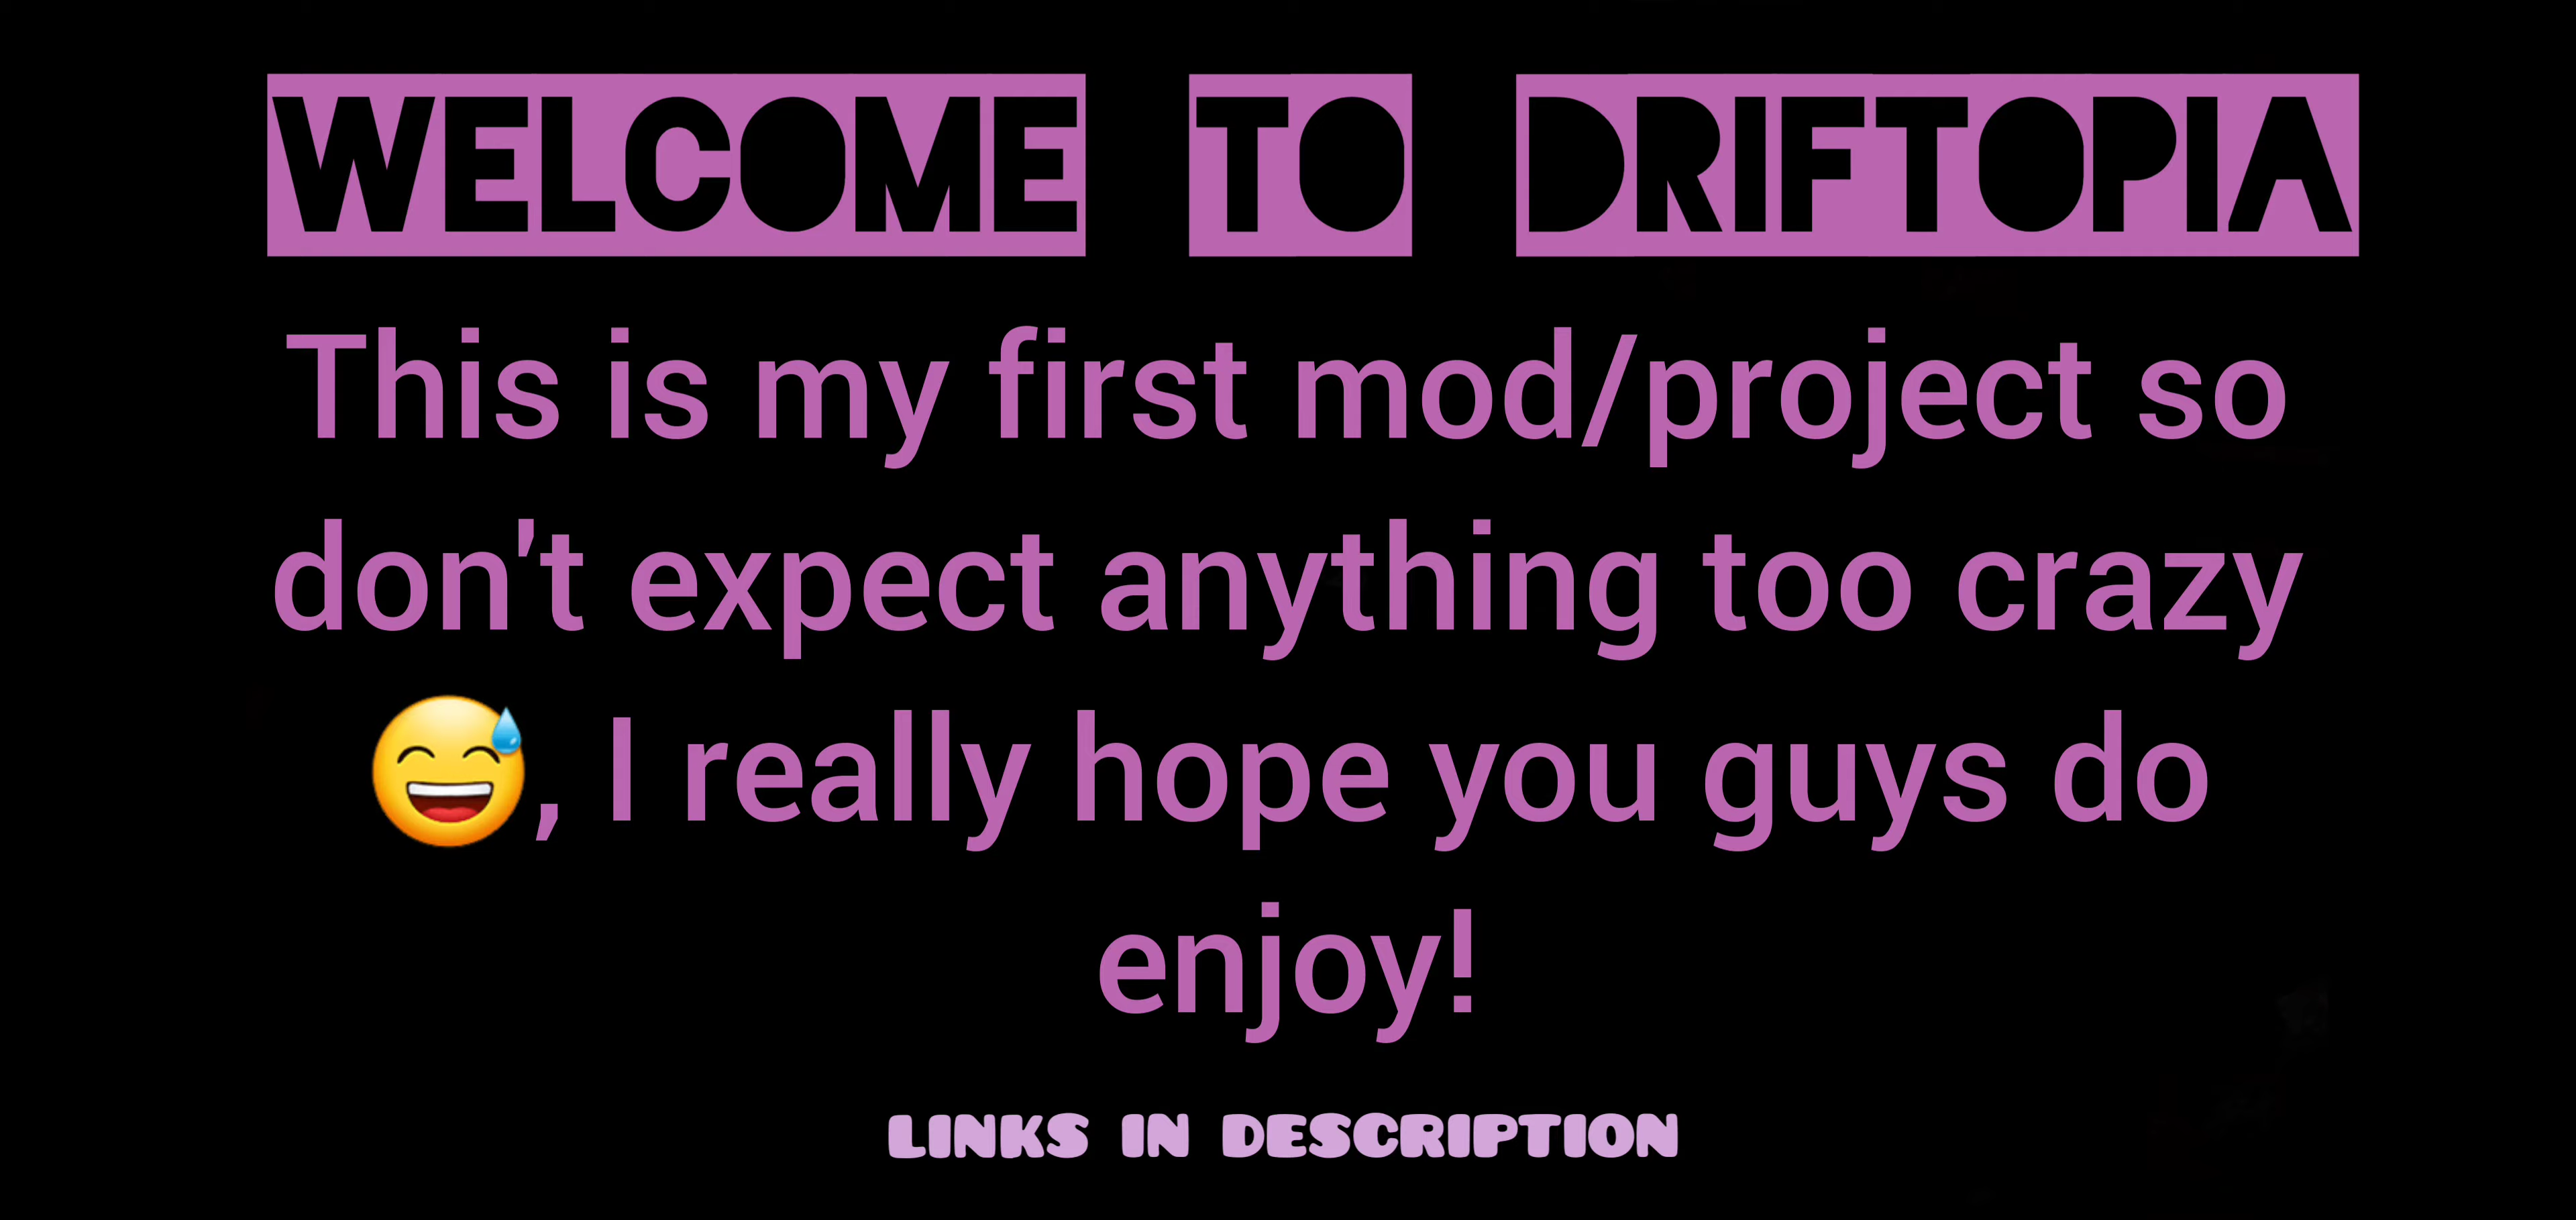 WELCOME TO DRIFTOPIA
This is my first mod/project so
don't expect anything too crazy
😅, I really hope you guys do
enjoy!
LINKS IN DESCRIPTION